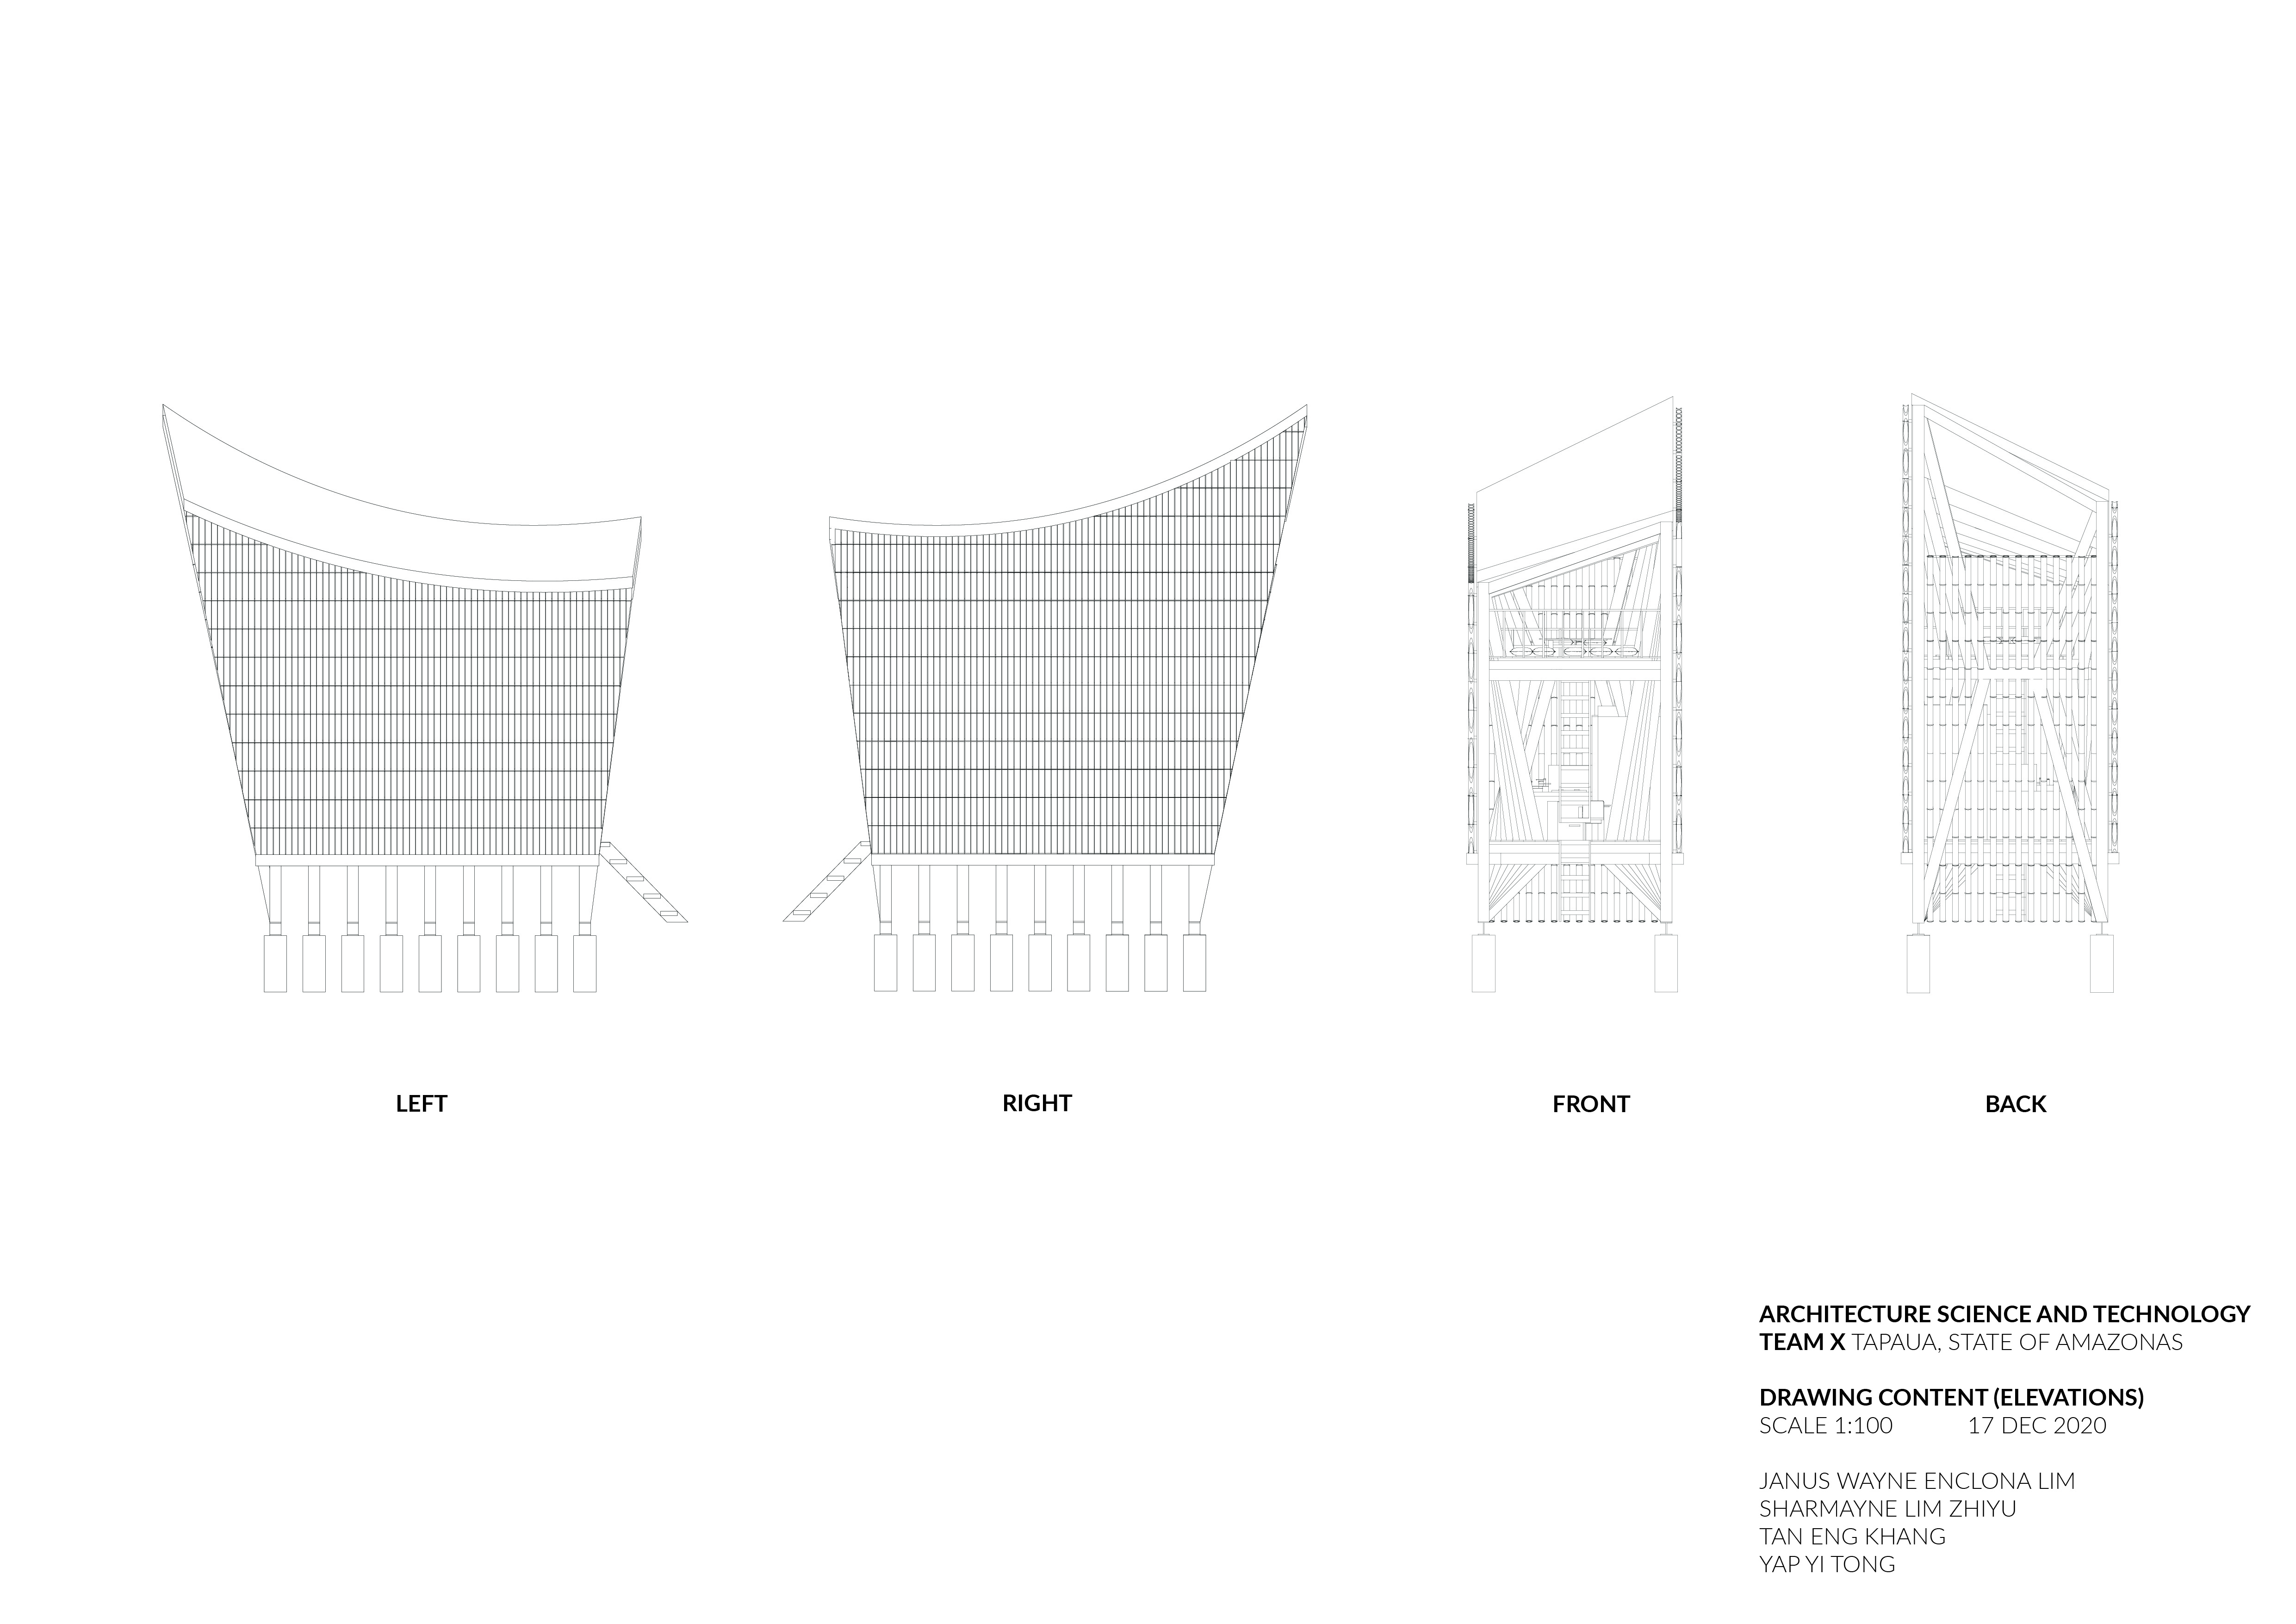 LEFT
RIGHT
FRONT
BACK
ARCHITECTURE SCIENCE AND TECHNOLOGY
TEAM X TAPAUA, STATE OF AMAZONAS
DRAWING CONTENT (ELEVATIONS)
SCALE 1:100 17 DEC 2020
JANUS WAYNE ENCLONA LIM
SHARMAYNE LIM ZHIYU
TAN ENG KHANG
YAP YI TONG